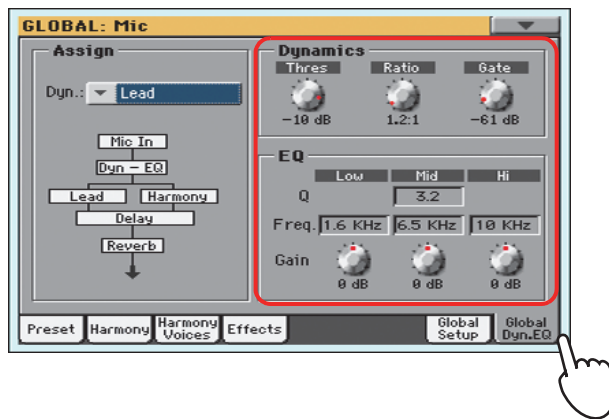 GLOBAL: Mic
Assign
Dyn.: Lead
Mic In
Dyn - EQ
Lead Harmony
Delay
Reverb
Dynamics
Thres Ratio Gate
-10 dB 1.2:1 -61 dB
EQ
Low Mid Hi
Q 3.2
Freq. 1.6 KHz 6.5 KHz 10 KHz
Gain
0 dB 0 dB 0 dB
Preset Harmony Harmony Voices Effects Global Setup Global Dyn.EQ